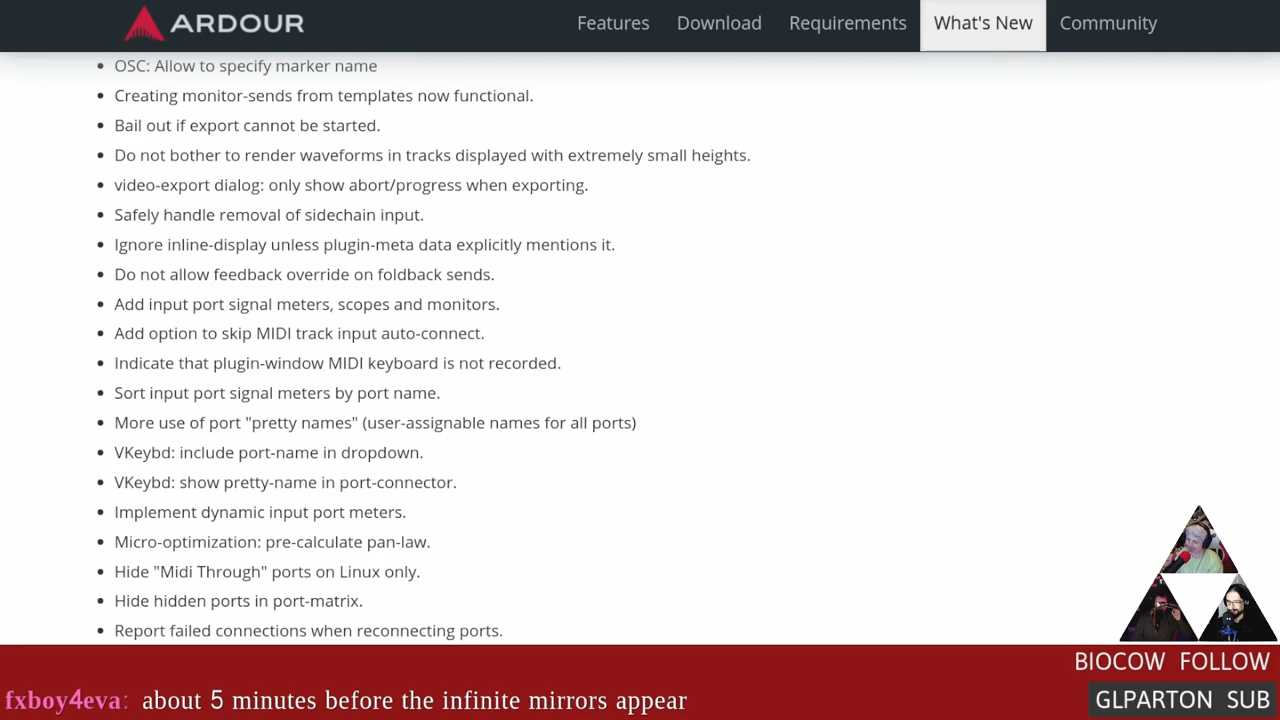 ARDOUR
Features Download Requirements What's New Community
OSC: Allow to specify marker name
Creating monitor-sends from templates now functional.
Bail out if export cannot be started.
Do not bother to render waveforms in tracks displayed with extremely small heights.
video-export dialog: only show abort/progress when exporting.
Safely handle removal of sidechain input.
Ignore inline-display unless plugin-meta data explicitly mentions it.
Do not allow feedback override on foldback sends.
Add input port signal meters, scopes and monitors.
Add option to skip MIDI track input auto-connect.
Indicate that plugin-window MIDI keyboard is not recorded.
Sort input port signal meters by port name.
More use of port "pretty names" (user-assignable names for all ports)
VKeybd: include port-name in dropdown.
VKeybd: show pretty-name in port-connector.
Implement dynamic input port meters.
Micro-optimization: pre-calculate pan-law.
Hide "Midi Through" ports on Linux only.
Hide hidden ports in port-matrix.
Report failed connections when reconnecting ports.
BIOCOW FOLLOW
fxboy4eva: about 5 minutes before the infinite mirrors appear
GLPARTON SUB